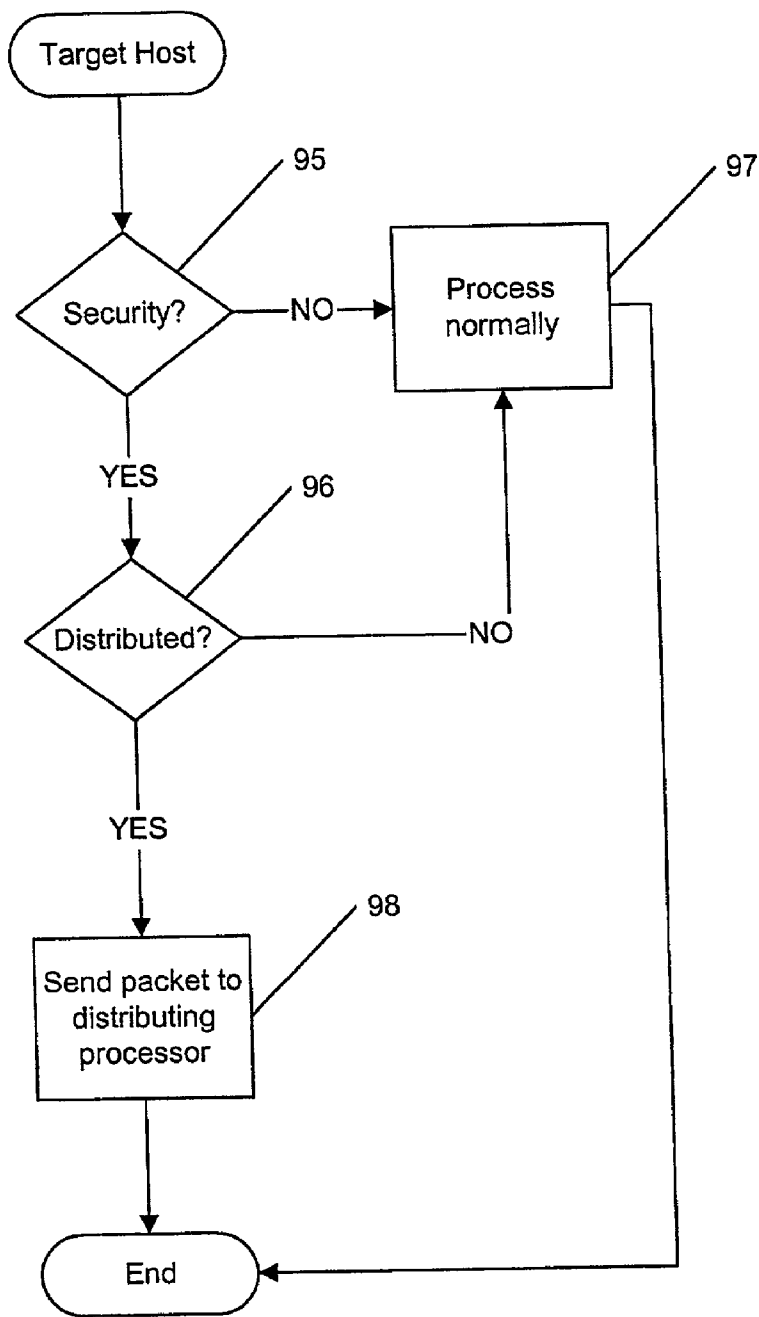 Target Host
95
97
Security?
NO
Process
normally
YES
96
Distributed?
NO
YES
98
Send packet to
distributing
processor
End